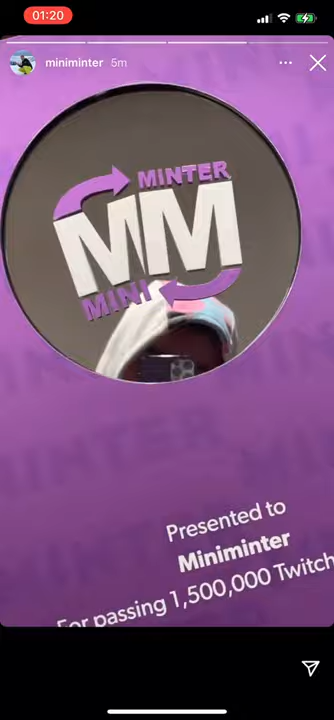 01:20
miniminter 5m
MINTER
MM
MINI
Presented to
Miniminter
For passing 1,500,000 Twitch